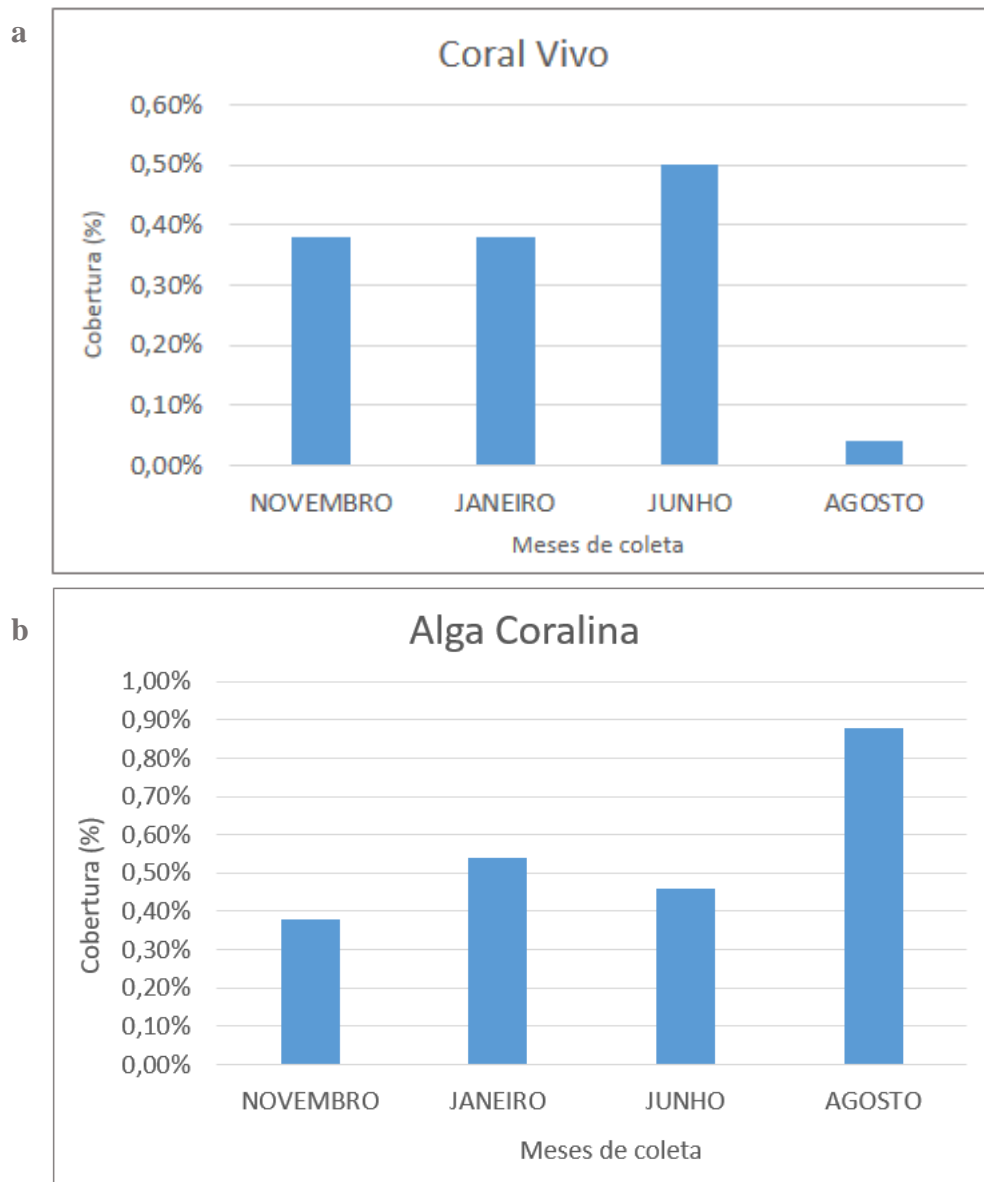 a
Coral Vivo
0,60%
0,50%
0,40%
0,30%
0,20%
0,10%
0,00%
Cobertura (%)
NOVEMBRO JANEIRO JUNHO AGOSTO
Meses de coleta
b
Alga Coralina
1,00%
0,90%
0,80%
0,70%
0,60%
0,50%
0,40%
0,30%
0,20%
0,10%
0,00%
Cobertura (%)
NOVEMBRO JANEIRO JUNHO AGOSTO
Meses de coleta